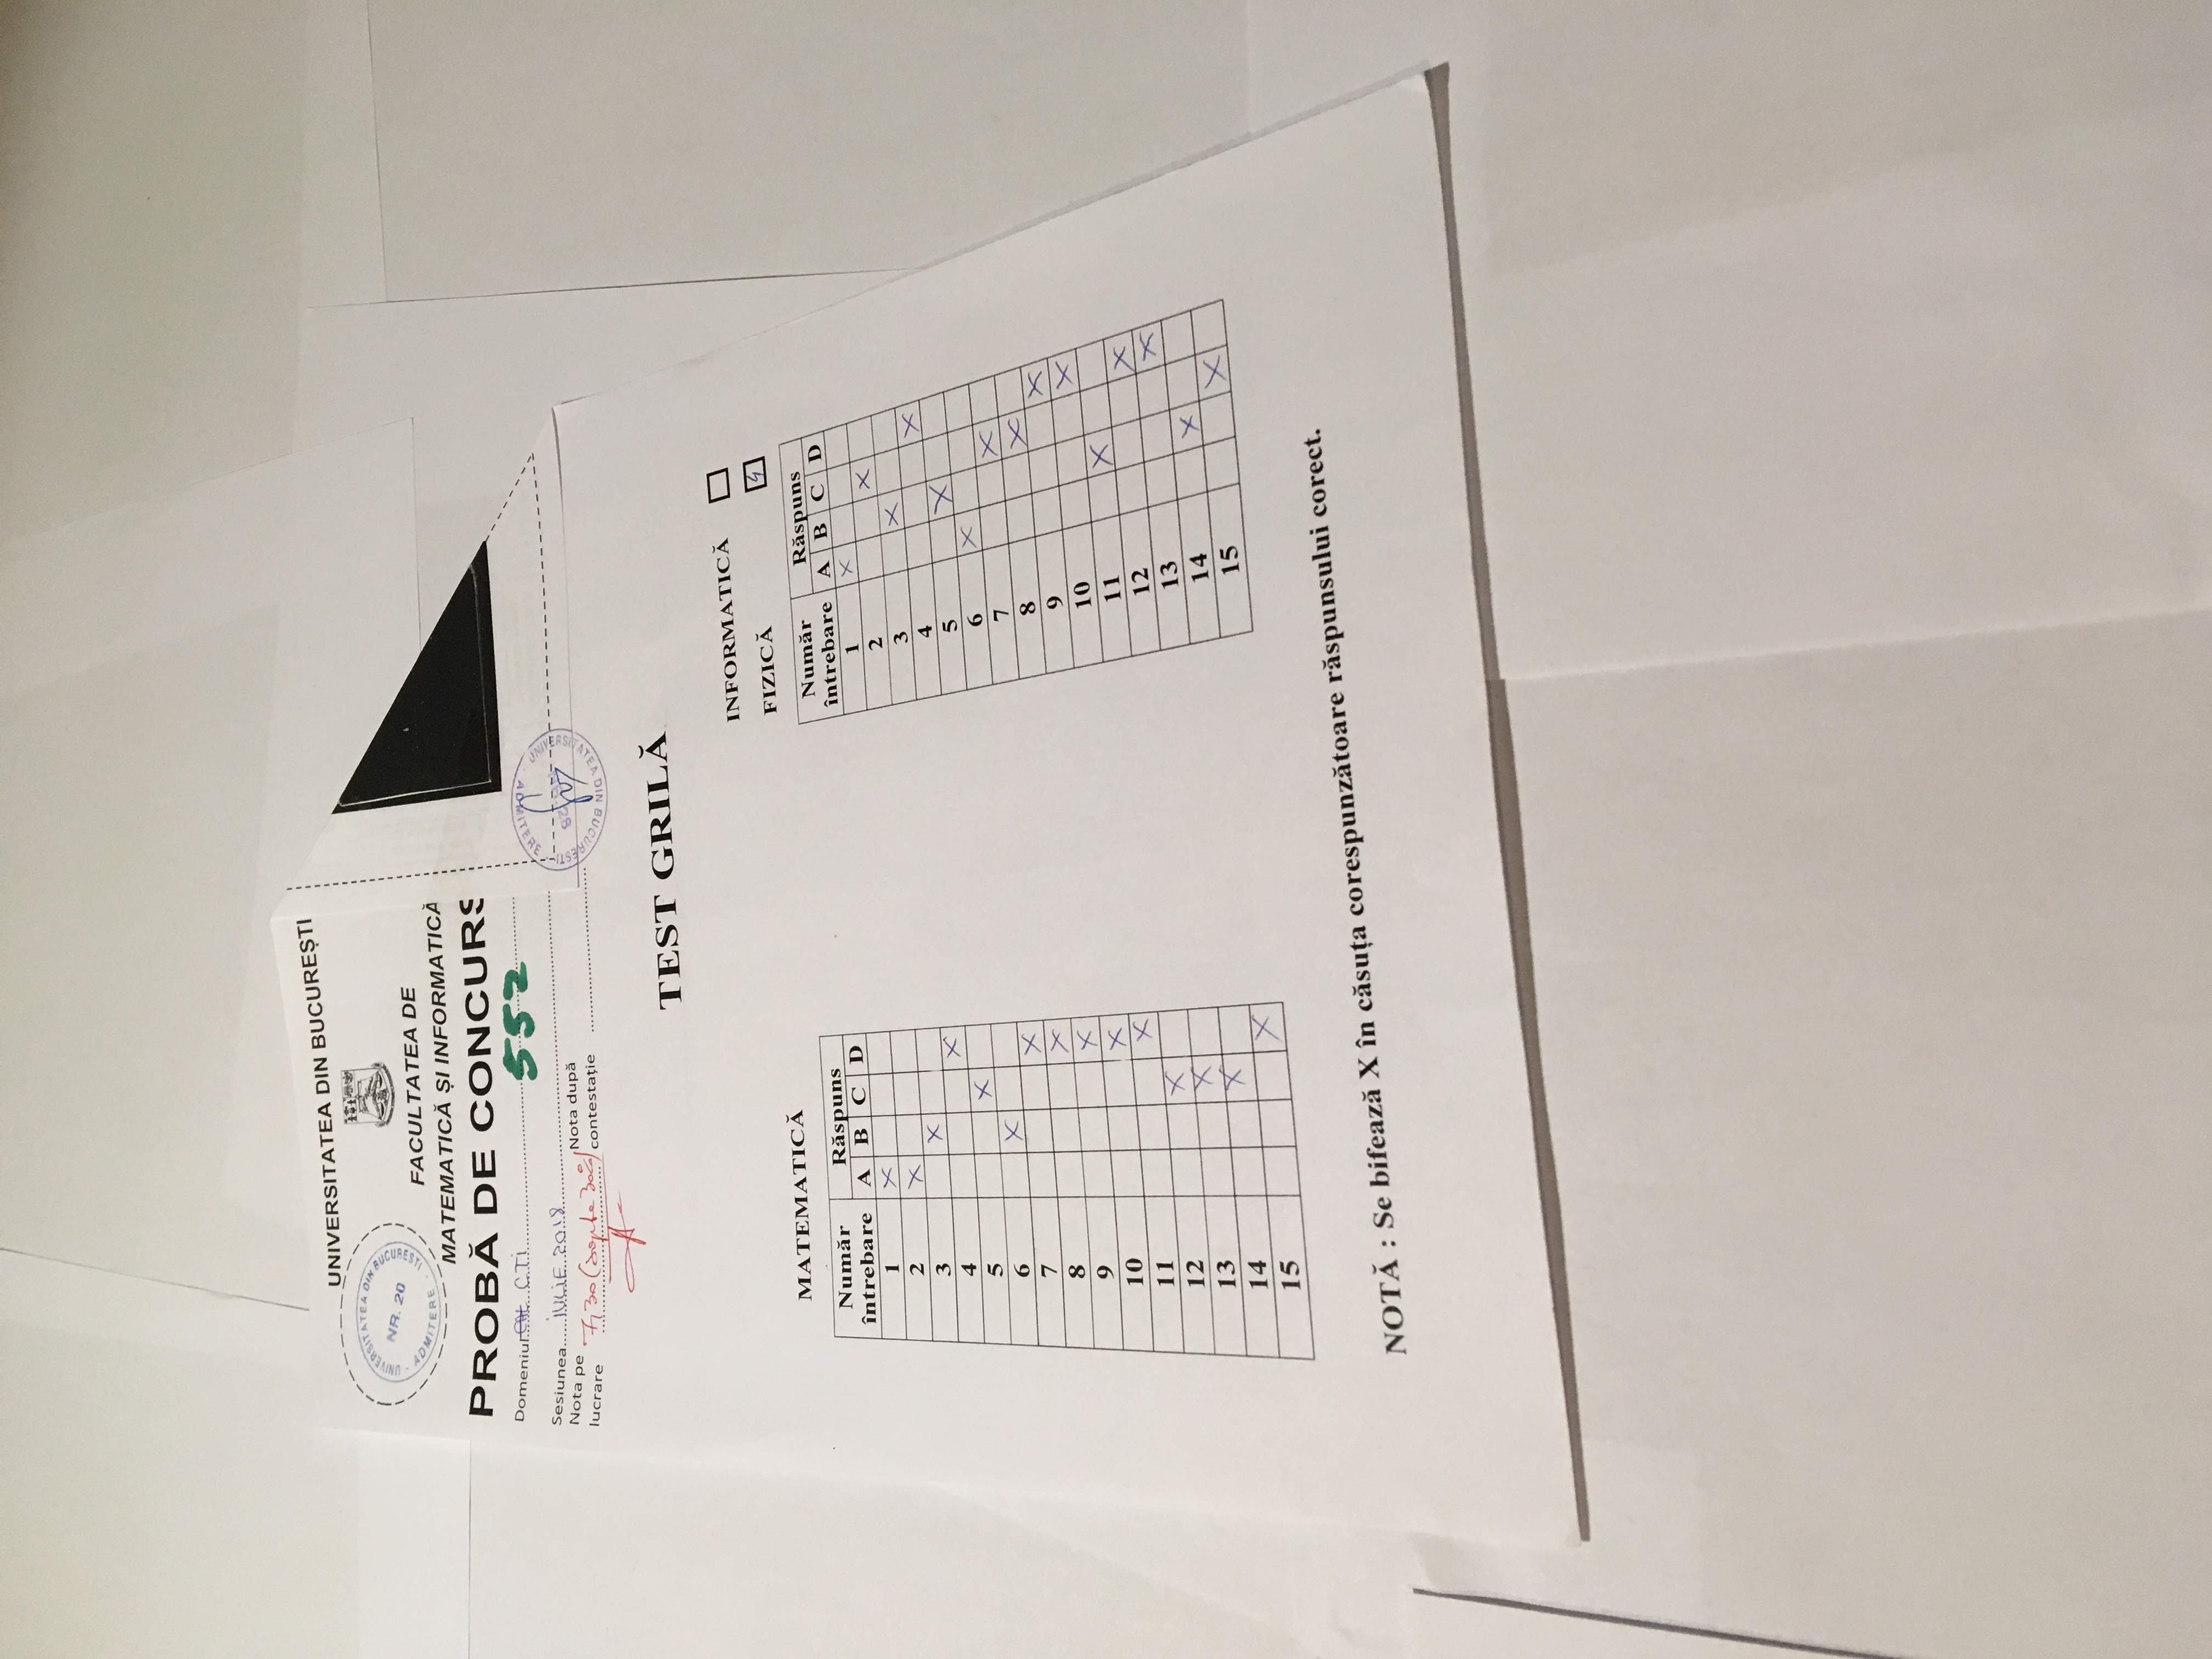 UNIVERSITATEA DIN BUCUREȘTI
UNIVERSITATEA DIN BUCUREȘTI
NR. 20
ADMITERE
FACULTATEA DE
MATEMATICĂ ȘI INFORMATICĂ
PROBĂ DE CONCURS
Domeniul CTI 552
Sesiunea IULIE 2018
Nota pe lucrare 7,30 (șapte 30%)
Nota după contestație
UNIVERSITATEA DIN BUCUREȘTI
28
ADMITERE
TEST GRILĂ
INFORMATICĂ
FIZICĂ
MATEMATICĂ
Număr întrebare Răspuns
A B C D
1 X
2 X
3 X
4 X
5 X
6 X
7 X
8 X
9 X
10 X
11 X
12 X
13 X
14 X
15 X
Număr întrebare Răspuns
A B C D
1 X
2 X
3 X
4 X
5 X
6 X
7 X
8 X
9 X
10 X
11 X
12 X
13 X
14 X
15 X
NOTĂ : Se bifează X în căsuța corespunzătoare răspunsului corect.